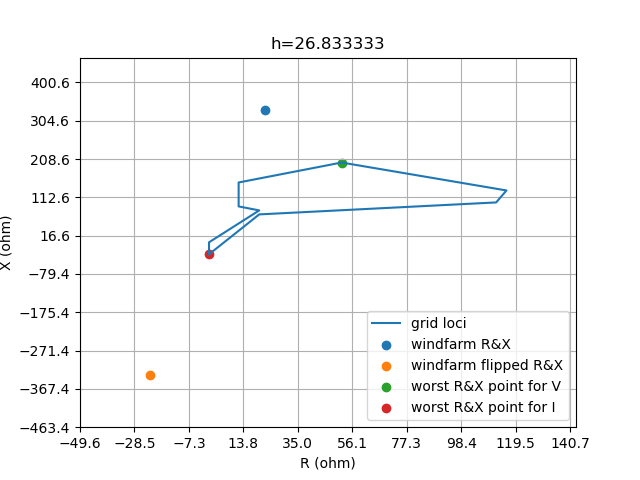 h=26.833333
400.6
304.6
208.6
112.6
16.6
−79.4
−175.4
−271.4
−367.4
−463.4
X (ohm)
grid loci
windfarm R&X
windfarm flipped R&X
worst R&X point for V
worst R&X point for I
−49.6 −28.5 −7.3 13.8 35.0 56.1 77.3 98.4 119.5 140.7
R (ohm)